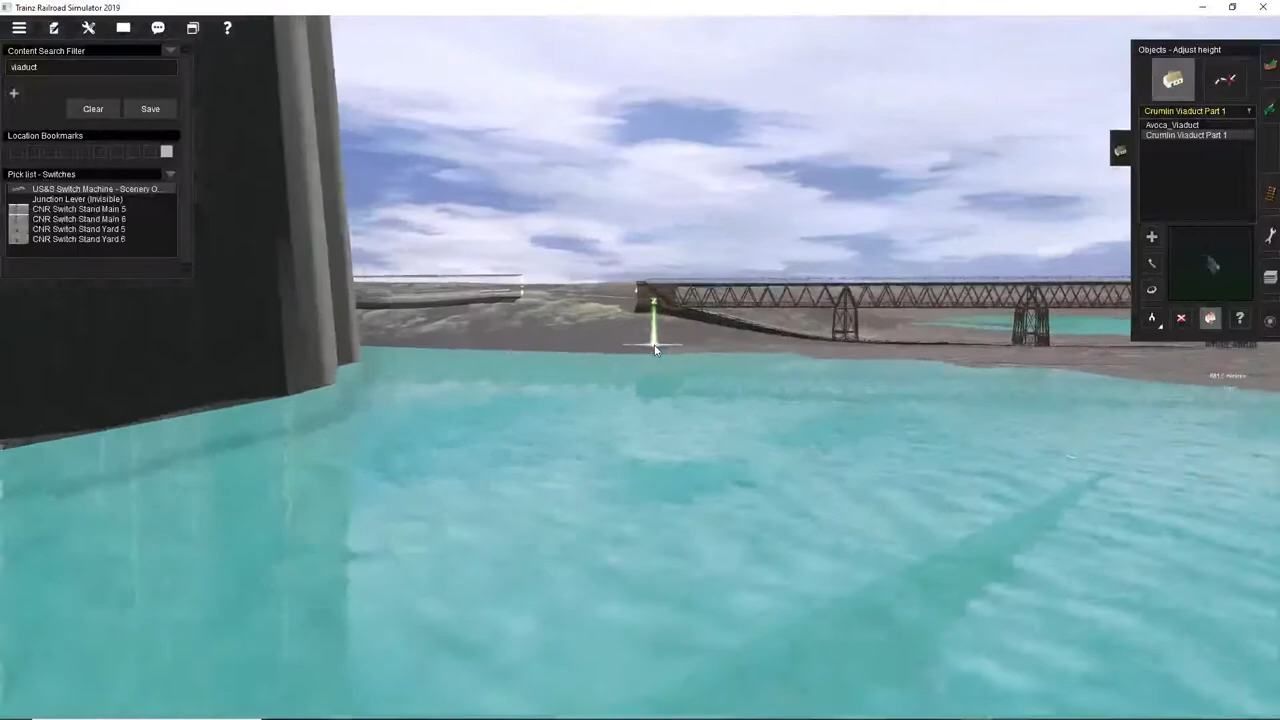 Trainz Railroad Simulator 2019
?
Content Search Filter
viaduct
Clear
Save
Location Bookmarks
Pick list - Switches
US&S Switch Machine - Scenery O...
Junction Lever (Invisible)
CNR Switch Stand Main 5
CNR Switch Stand Main 6
CNR Switch Stand Yard 5
CNR Switch Stand Yard 6
Objects - Adjust height
Crumlin Viaduct Part 1
Avoca_Viaduct
Crumlin Viaduct Part 1
?